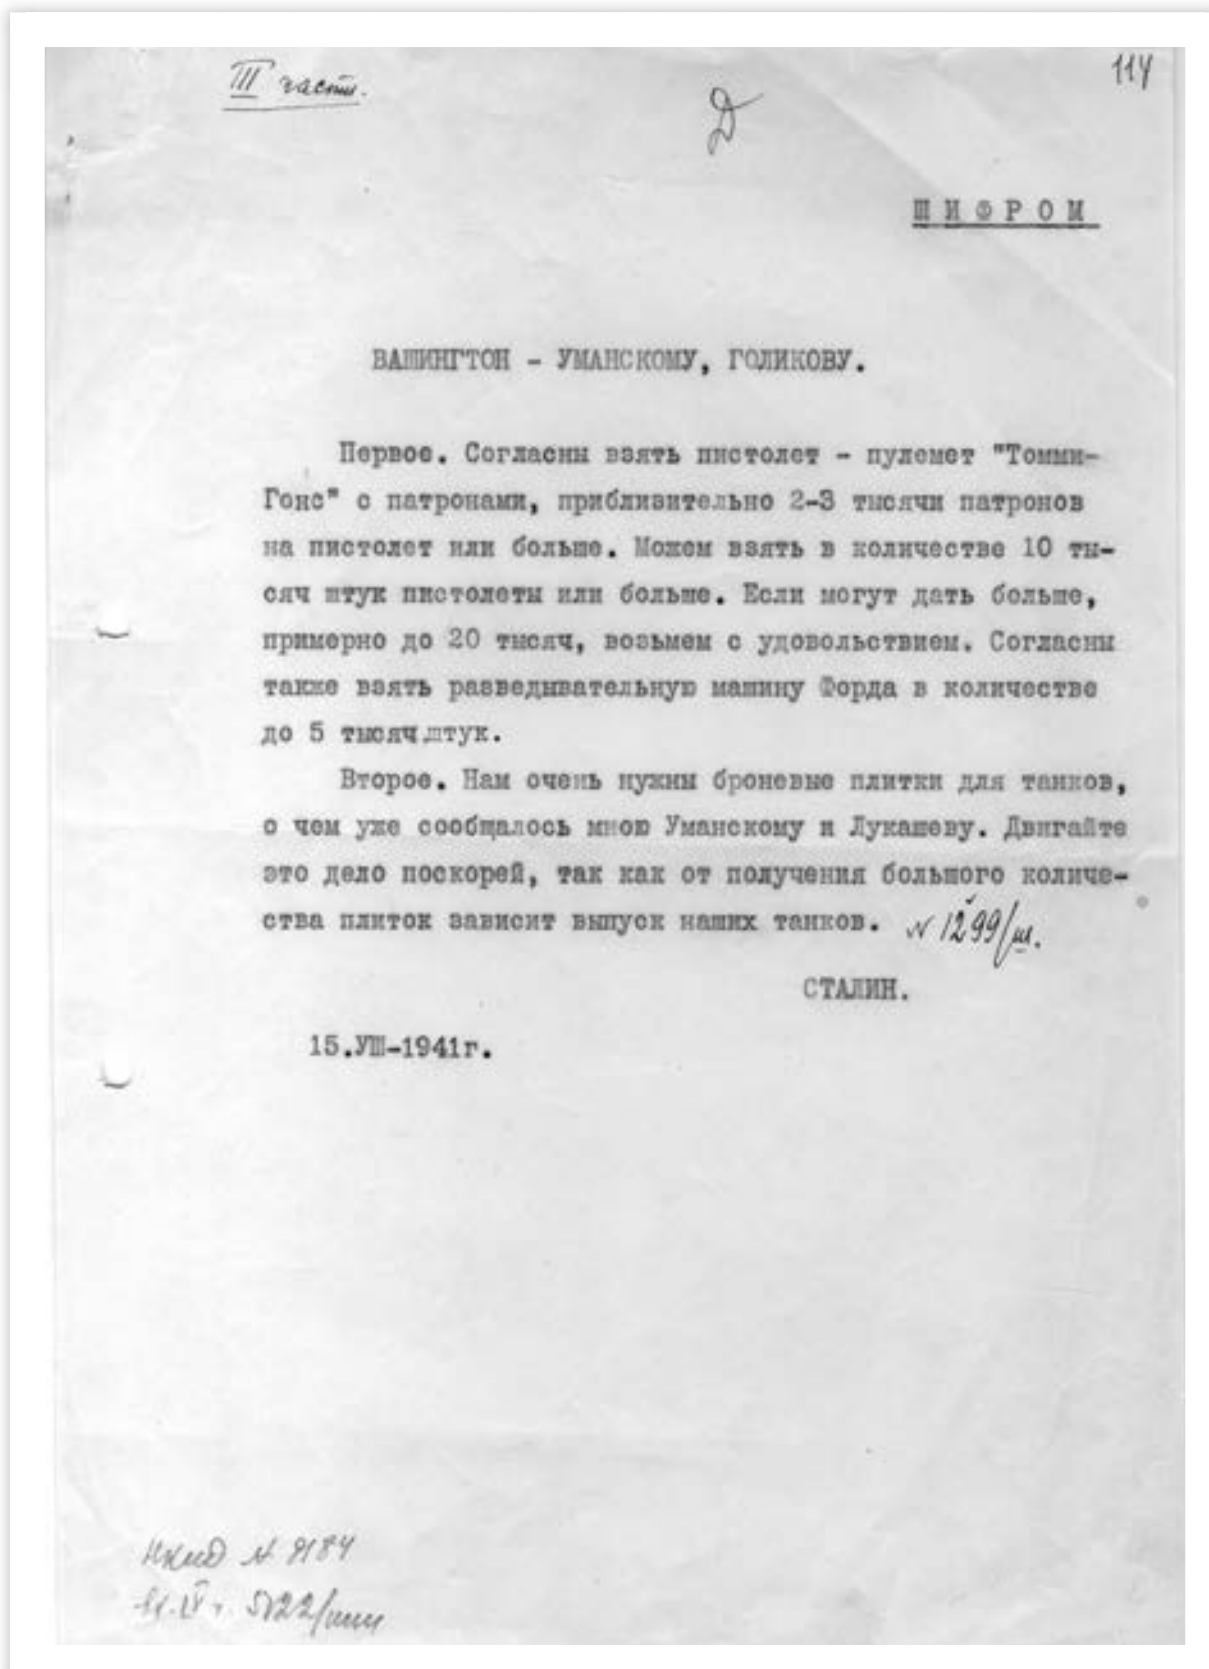 III часть.
114
Д
ШИФРОМ
ВАШИНГТОН - УМАНСКОМУ, ГОЛИКОВУ.
Первое. Согласны взять пистолет - пулемет "Томми-
Гонс" с патронами, приблизительно 2-3 тысячи патронов
на пистолет или больше. Можем взять в количестве 10 ты-
сяч штук пистолеты или больше. Если могут дать больше,
примерно до 20 тысяч, возьмем с удовольствием. Согласны
также взять разведывательную машину Форда в количестве
до 5 тысяч штук.
Второе. Нам очень нужны броневые плитки для танков,
о чем уже сообщалось мною Уманскому и Лукашеву. Двигайте
это дело поскорей, так как от получения большого количе-
ства плиток зависит выпуск наших танков. N 1299/ш.
СТАЛИН.
15.УШ-1941г.
НКИД N 8184
5122/